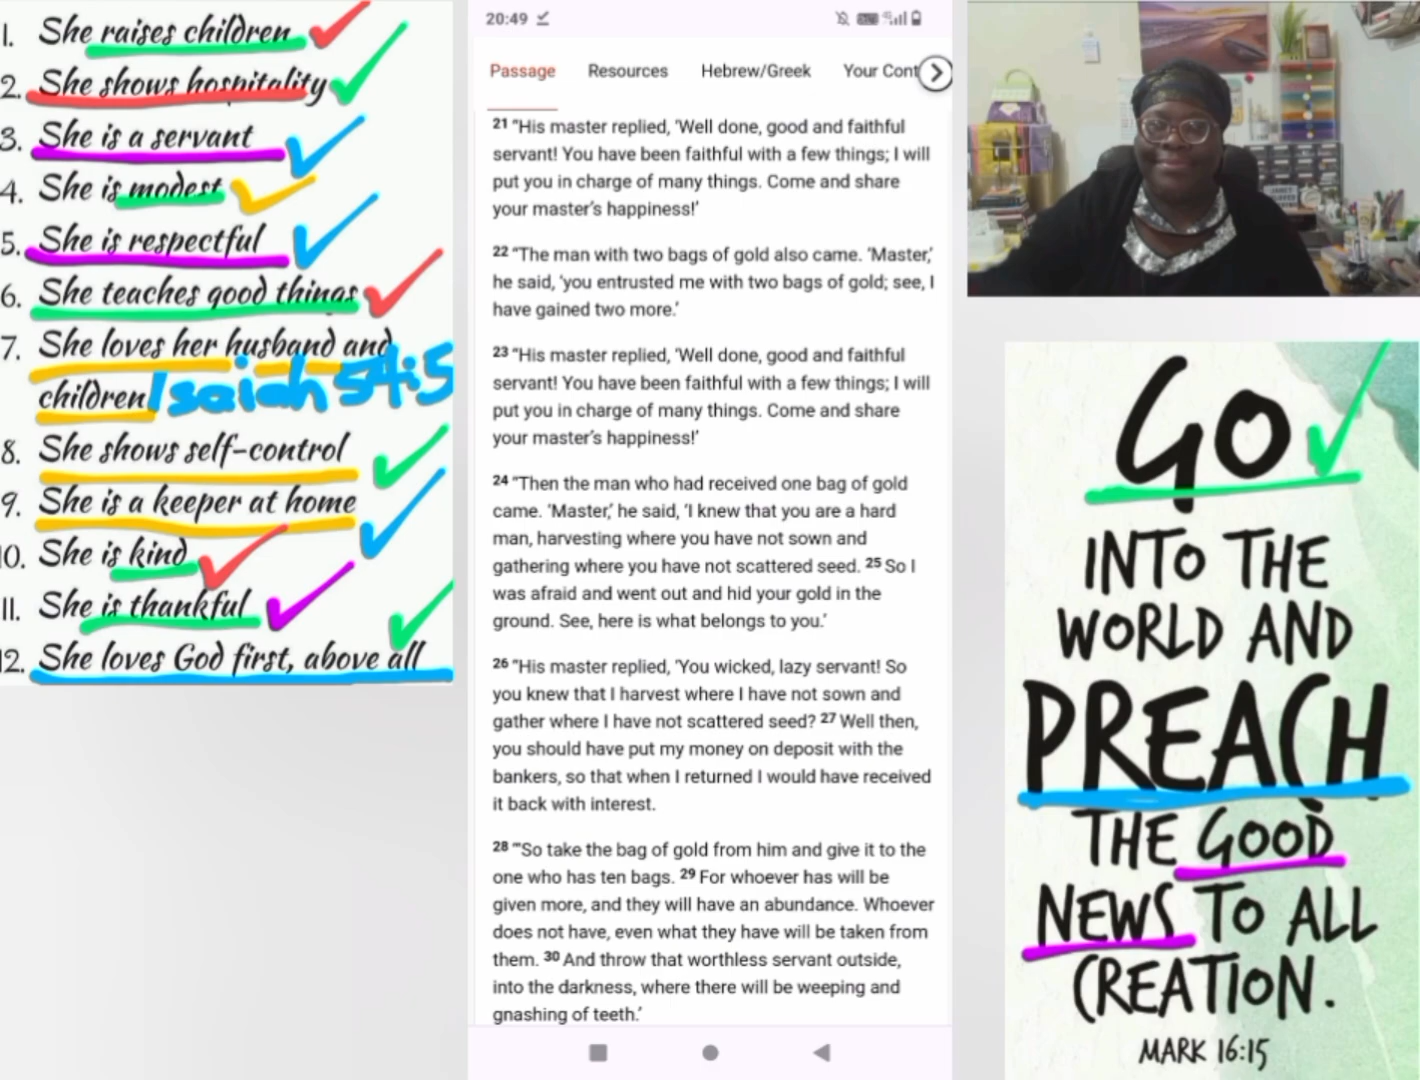 1. She raises children
2. She shows hospitality
3. She is a servant
4. She is modest
5. She is respectful
6. She teaches good things
7. She loves her husband and
children Isaiah 54:5
8. She shows self-control
9. She is a keeper at home
10. She is kind
11. She is thankful
12. She loves God first, above all
20:49
Passage Resources Hebrew/Greek Your Cont
21 “His master replied, ‘Well done, good and faithful
servant! You have been faithful with a few things; I will
put you in charge of many things. Come and share
your master’s happiness!’
22 “The man with two bags of gold also came. ‘Master,’
he said, ‘you entrusted me with two bags of gold; see, I
have gained two more.’
23 “His master replied, ‘Well done, good and faithful
servant! You have been faithful with a few things; I will
put you in charge of many things. Come and share
your master’s happiness!’
24 “Then the man who had received one bag of gold
came. ‘Master,’ he said, ‘I knew that you are a hard
man, harvesting where you have not sown and
gathering where you have not scattered seed. 25 So I
was afraid and went out and hid your gold in the
ground. See, here is what belongs to you.’
26 “His master replied, ‘You wicked, lazy servant! So
you knew that I harvest where I have not sown and
gather where I have not scattered seed? 27 Well then,
you should have put my money on deposit with the
bankers, so that when I returned I would have received
it back with interest.
28 “‘So take the bag of gold from him and give it to the
one who has ten bags. 29 For whoever has will be
given more, and they will have an abundance. Whoever
does not have, even what they have will be taken from
them. 30 And throw that worthless servant outside,
into the darkness, where there will be weeping and
gnashing of teeth.’
GO
INTO THE
WORLD AND
PREACH
THE GOOD
NEWS TO ALL
CREATION.
MARK 16:15